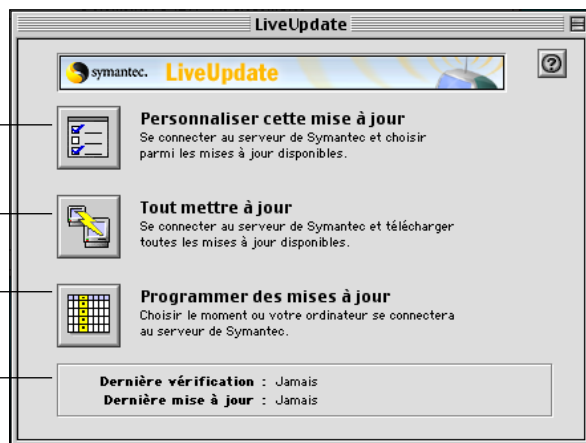 LiveUpdate
symantec. LiveUpdate
?
Personnaliser cette mise à jour
Se connecter au serveur de Symantec et choisir
parmi les mises à jour disponibles.
Tout mettre à jour
Se connecter au serveur de Symantec et télécharger
toutes les mises à jour disponibles.
Programmer des mises à jour
Choisir le moment ou votre ordinateur se connectera
au serveur de Symantec.
Dernière vérification : Jamais
Dernière mise à jour : Jamais